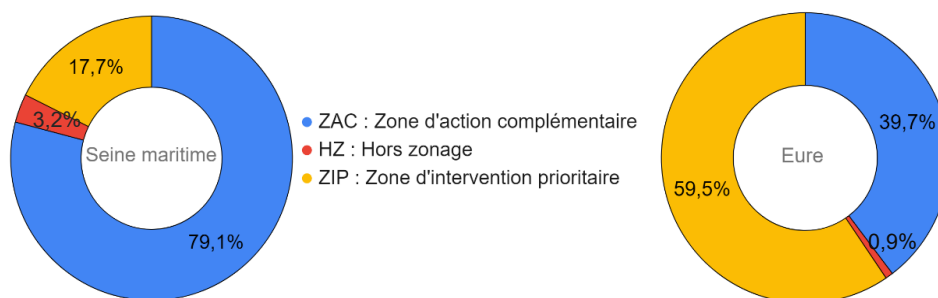 17,7%
3,2%
Seine maritime
79,1%
ZAC : Zone d'action complémentaire
HZ : Hors zonage
ZIP : Zone d'intervention prioritaire
39,7%
59,5%
Eure
0,9%